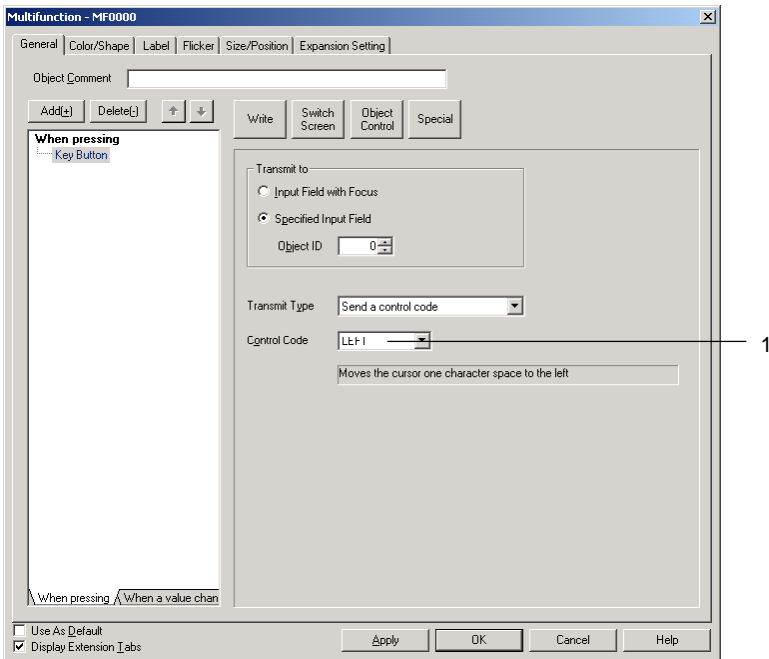 Multifunction - MF0000
General Color/Shape Label Flicker Size/Position Expansion Setting
Object Comment
Add(+) Delete(-)
Write Switch Screen Object Control Special
When pressing
Key Button
Transmit to
Input Field with Focus
Specified Input Field
Object ID 0
Transmit Type Send a control code
Control Code LEFT 1
Moves the cursor one character space to the left
When pressing When a value chan
Use As Default
Display Extension Tabs
Apply OK Cancel Help